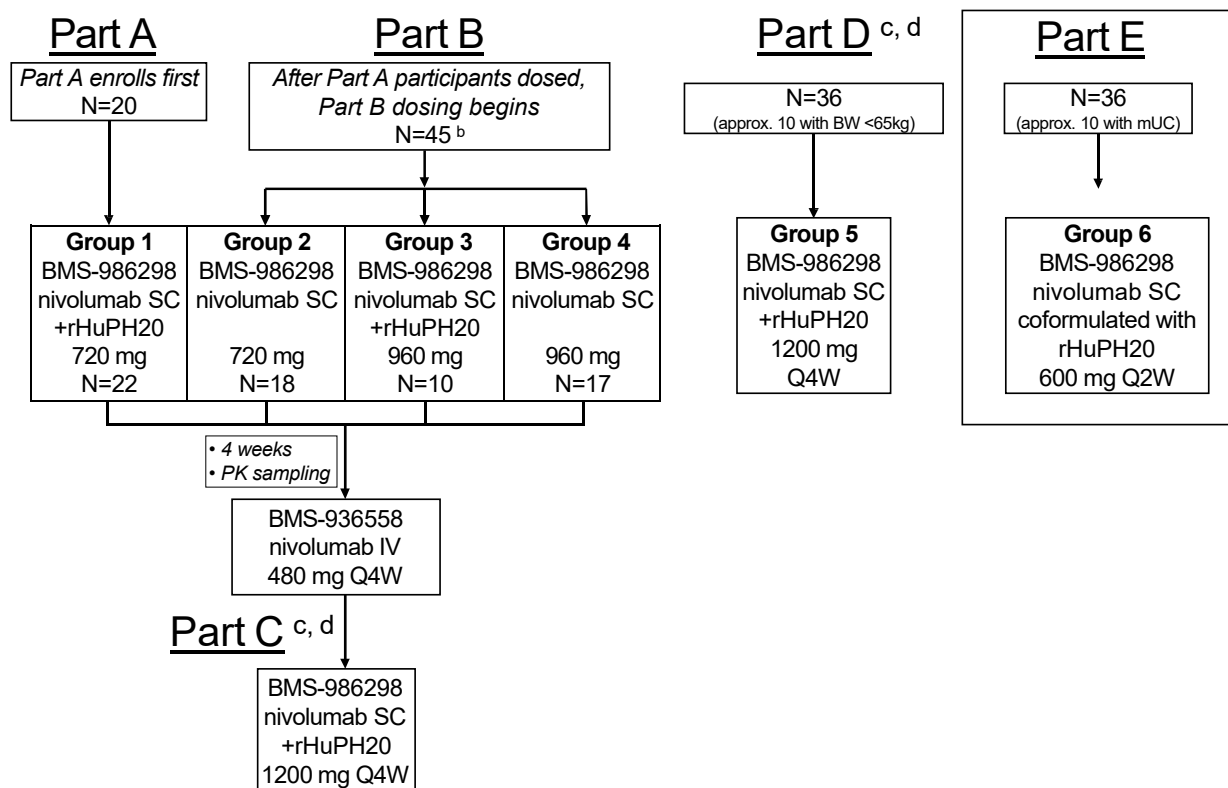 Part A
Part A enrolls first
N=20
Part B
After Part A participants dosed,
Part B dosing begins
N=45 b
Part D c, d
N=36
(approx. 10 with BW <65kg)
Part E
N=36
(approx. 10 with mUC)
Group 1
BMS-986298
nivolumab SC
+rHuPH20
720 mg
N=22
Group 2
BMS-986298
nivolumab SC
720 mg
N=18
Group 3
BMS-986298
nivolumab SC
+rHuPH20
960 mg
N=10
Group 4
BMS-986298
nivolumab SC
960 mg
N=17
Group 5
BMS-986298
nivolumab SC
+rHuPH20
1200 mg
Q4W
Group 6
BMS-986298
nivolumab SC
coformulated with
rHuPH20
600 mg Q2W
• 4 weeks
• PK sampling
BMS-936558
nivolumab IV
480 mg Q4W
Part C c, d
BMS-986298
nivolumab SC
+rHuPH20
1200 mg Q4W